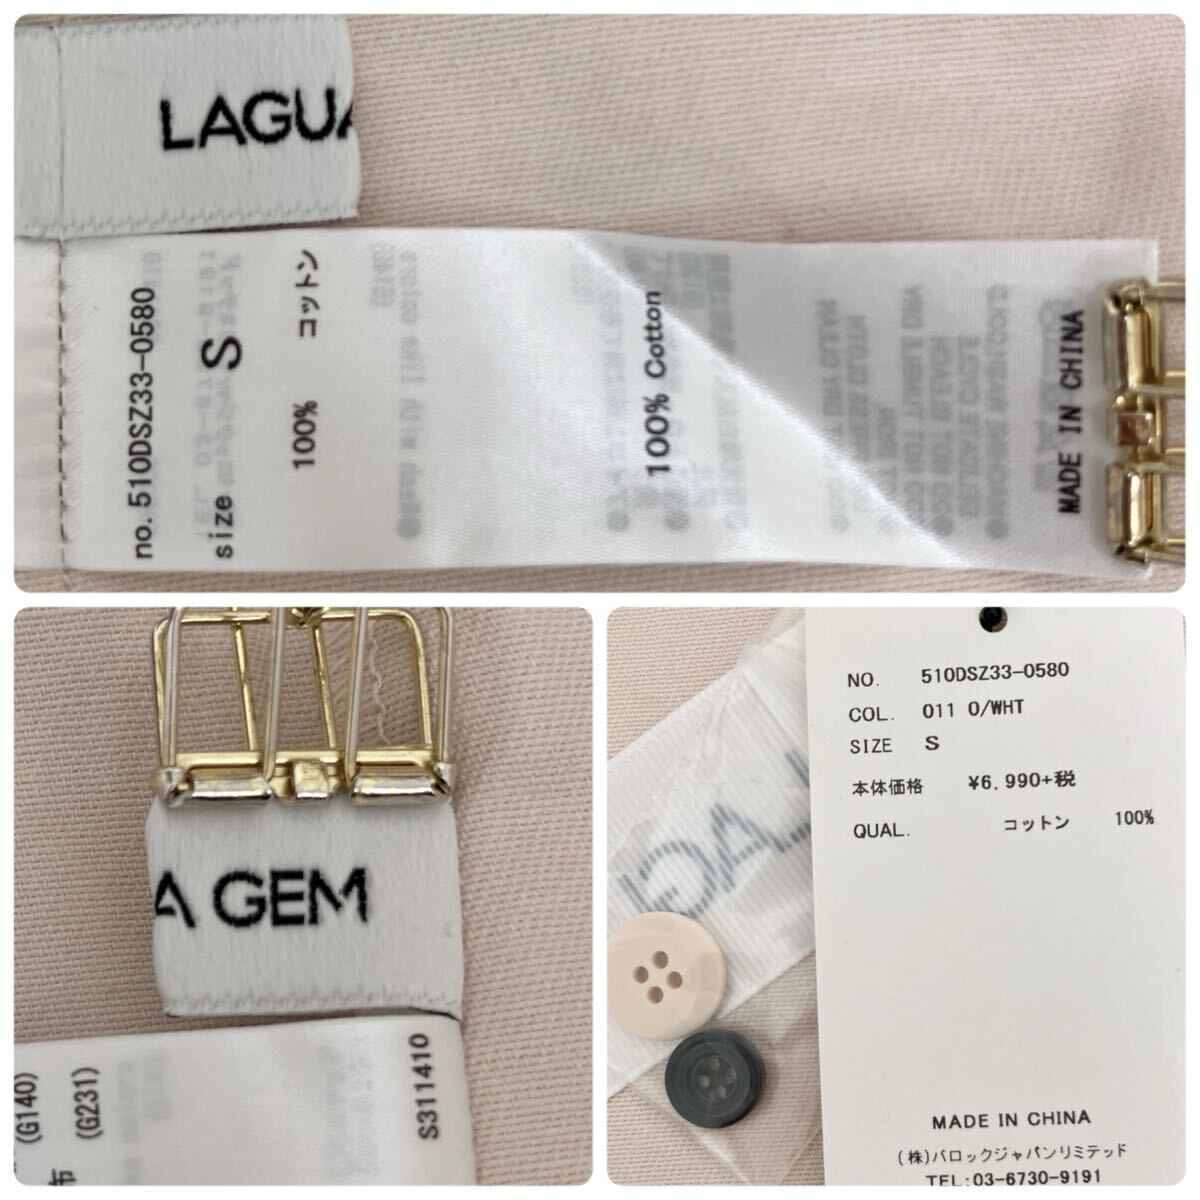 LAGUA
no. 510DSZ33-0580
size S
100% コットン
100% Cotton
MADE IN CHINA
A GEM
(G140)
(G231)
布
S311410
LAG
NO. 510DSZ33-0580
COL. 011 O/WHT
SIZE S
本体価格 ¥6,990+税
QUAL. コットン 100%
MADE IN CHINA
(株)バロックジャパンリミテッド
TEL:03-6730-9191